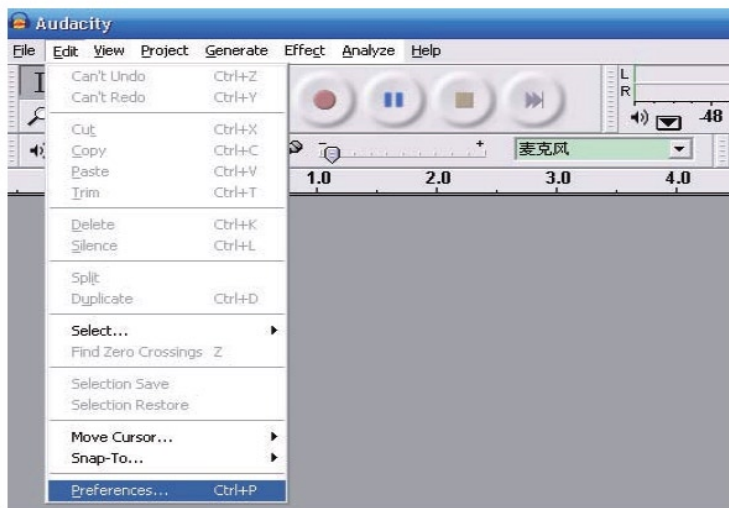 Audacity
File Edit View Project Generate Effect Analyze Help
Can't Undo Ctrl+Z
Can't Redo Ctrl+Y
Cut Ctrl+X
Copy Ctrl+C
Paste Ctrl+V
Trim Ctrl+T
Delete Ctrl+K
Silence Ctrl+L
Split
Duplicate Ctrl+D
Select...
Find Zero Crossings Z
Selection Save
Selection Restore
Move Cursor...
Snap-To...
Preferences... Ctrl+P
L
R
-48
麦克风
1.0 2.0 3.0 4.0